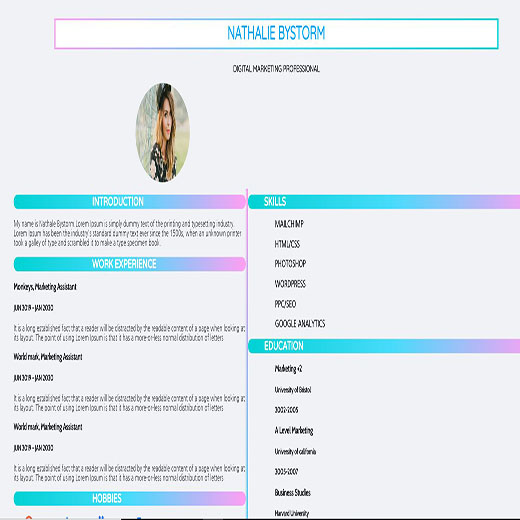 NATHALIE BYSTORM
DIGITAL MARKETING PROFESSIONAL
INTRODUCTION
My name is Nathalie Bystorm.Lorem Ipsum is simply dummy text of the printing and typesetting industry.
Lorem Ipsum has been the industry's standard dummy text ever since the 1500s, when an unknown printer
took a galley of type and scrambled it to make a type specimen book.
WORK EXPERIENCE
Monkeys, Marketing Assistant
JUN 2019 - JAN 2020
It is a long established fact that a reader will be distracted by the readable content of a page when looking at
its layout. The point of using Lorem Ipsum is that it has a more-or-less normal distribution of letters
World mark, Marketing Assistant
JUN 2019 - JAN 2020
It is a long established fact that a reader will be distracted by the readable content of a page when looking at
its layout. The point of using Lorem Ipsum is that it has a more-or-less normal distribution of letters
World mark, Marketing Assistant
JUN 2019 - JAN 2020
It is a long established fact that a reader will be distracted by the readable content of a page when looking at
its layout. The point of using Lorem Ipsum is that it has a more-or-less normal distribution of letters
HOBBIES
SKILLS
MAILCHIMP
HTML/CSS
PHOTOSHOP
WORDPRESS
PPC/SEO
GOOGLE ANALYTICS
EDUCATION
Marketing +2
University of Bristol
2002-2005
A Level Marketing
University of california
2005-2007
Business Studies
Harvard University